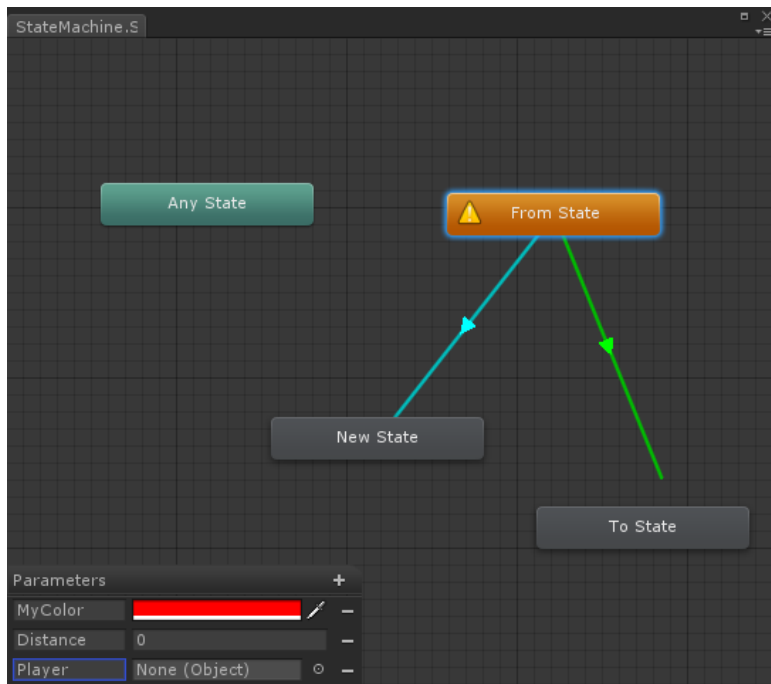 StateMachine.S
Any State
From State
New State
To State
Parameters
MyColor
Distance 0
Player None (Object)